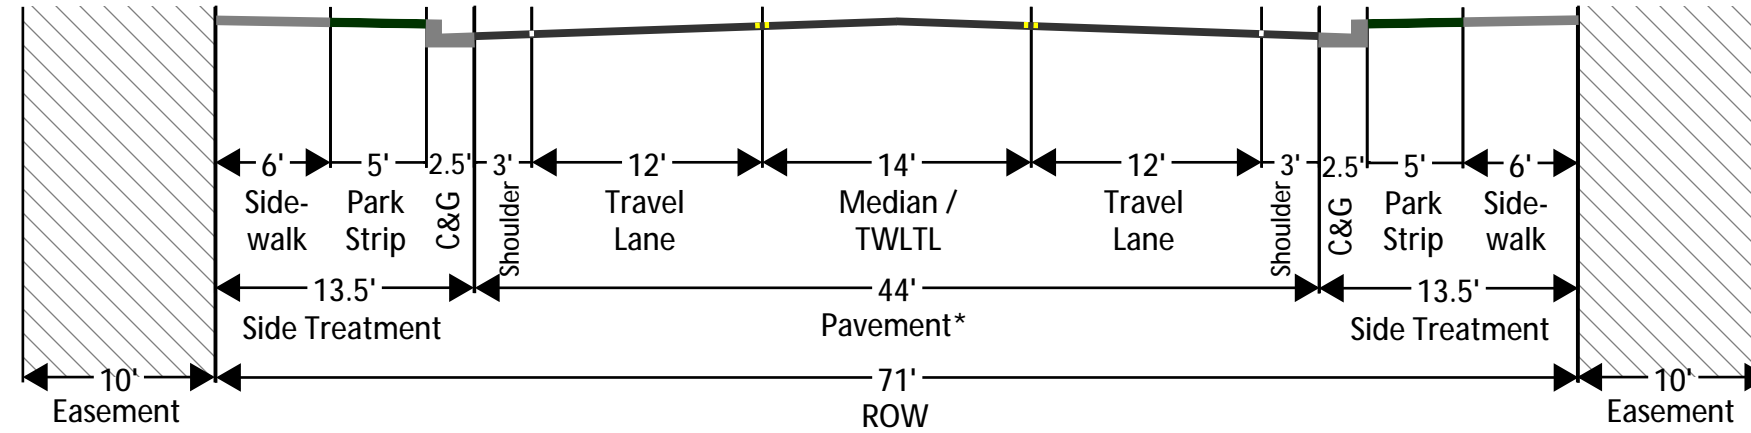 6' 5' 2.5' 3' 12' 14' 12' 3' 2.5' 5' 6'
Side- Park C&G Shoulder Travel Median / Travel Shoulder C&G Park Side-
walk Strip Lane TWLTL Lane Strip walk
13.5' 44' 13.5'
Side Treatment Pavement* Side Treatment
10' 71' 10'
Easement ROW Easement